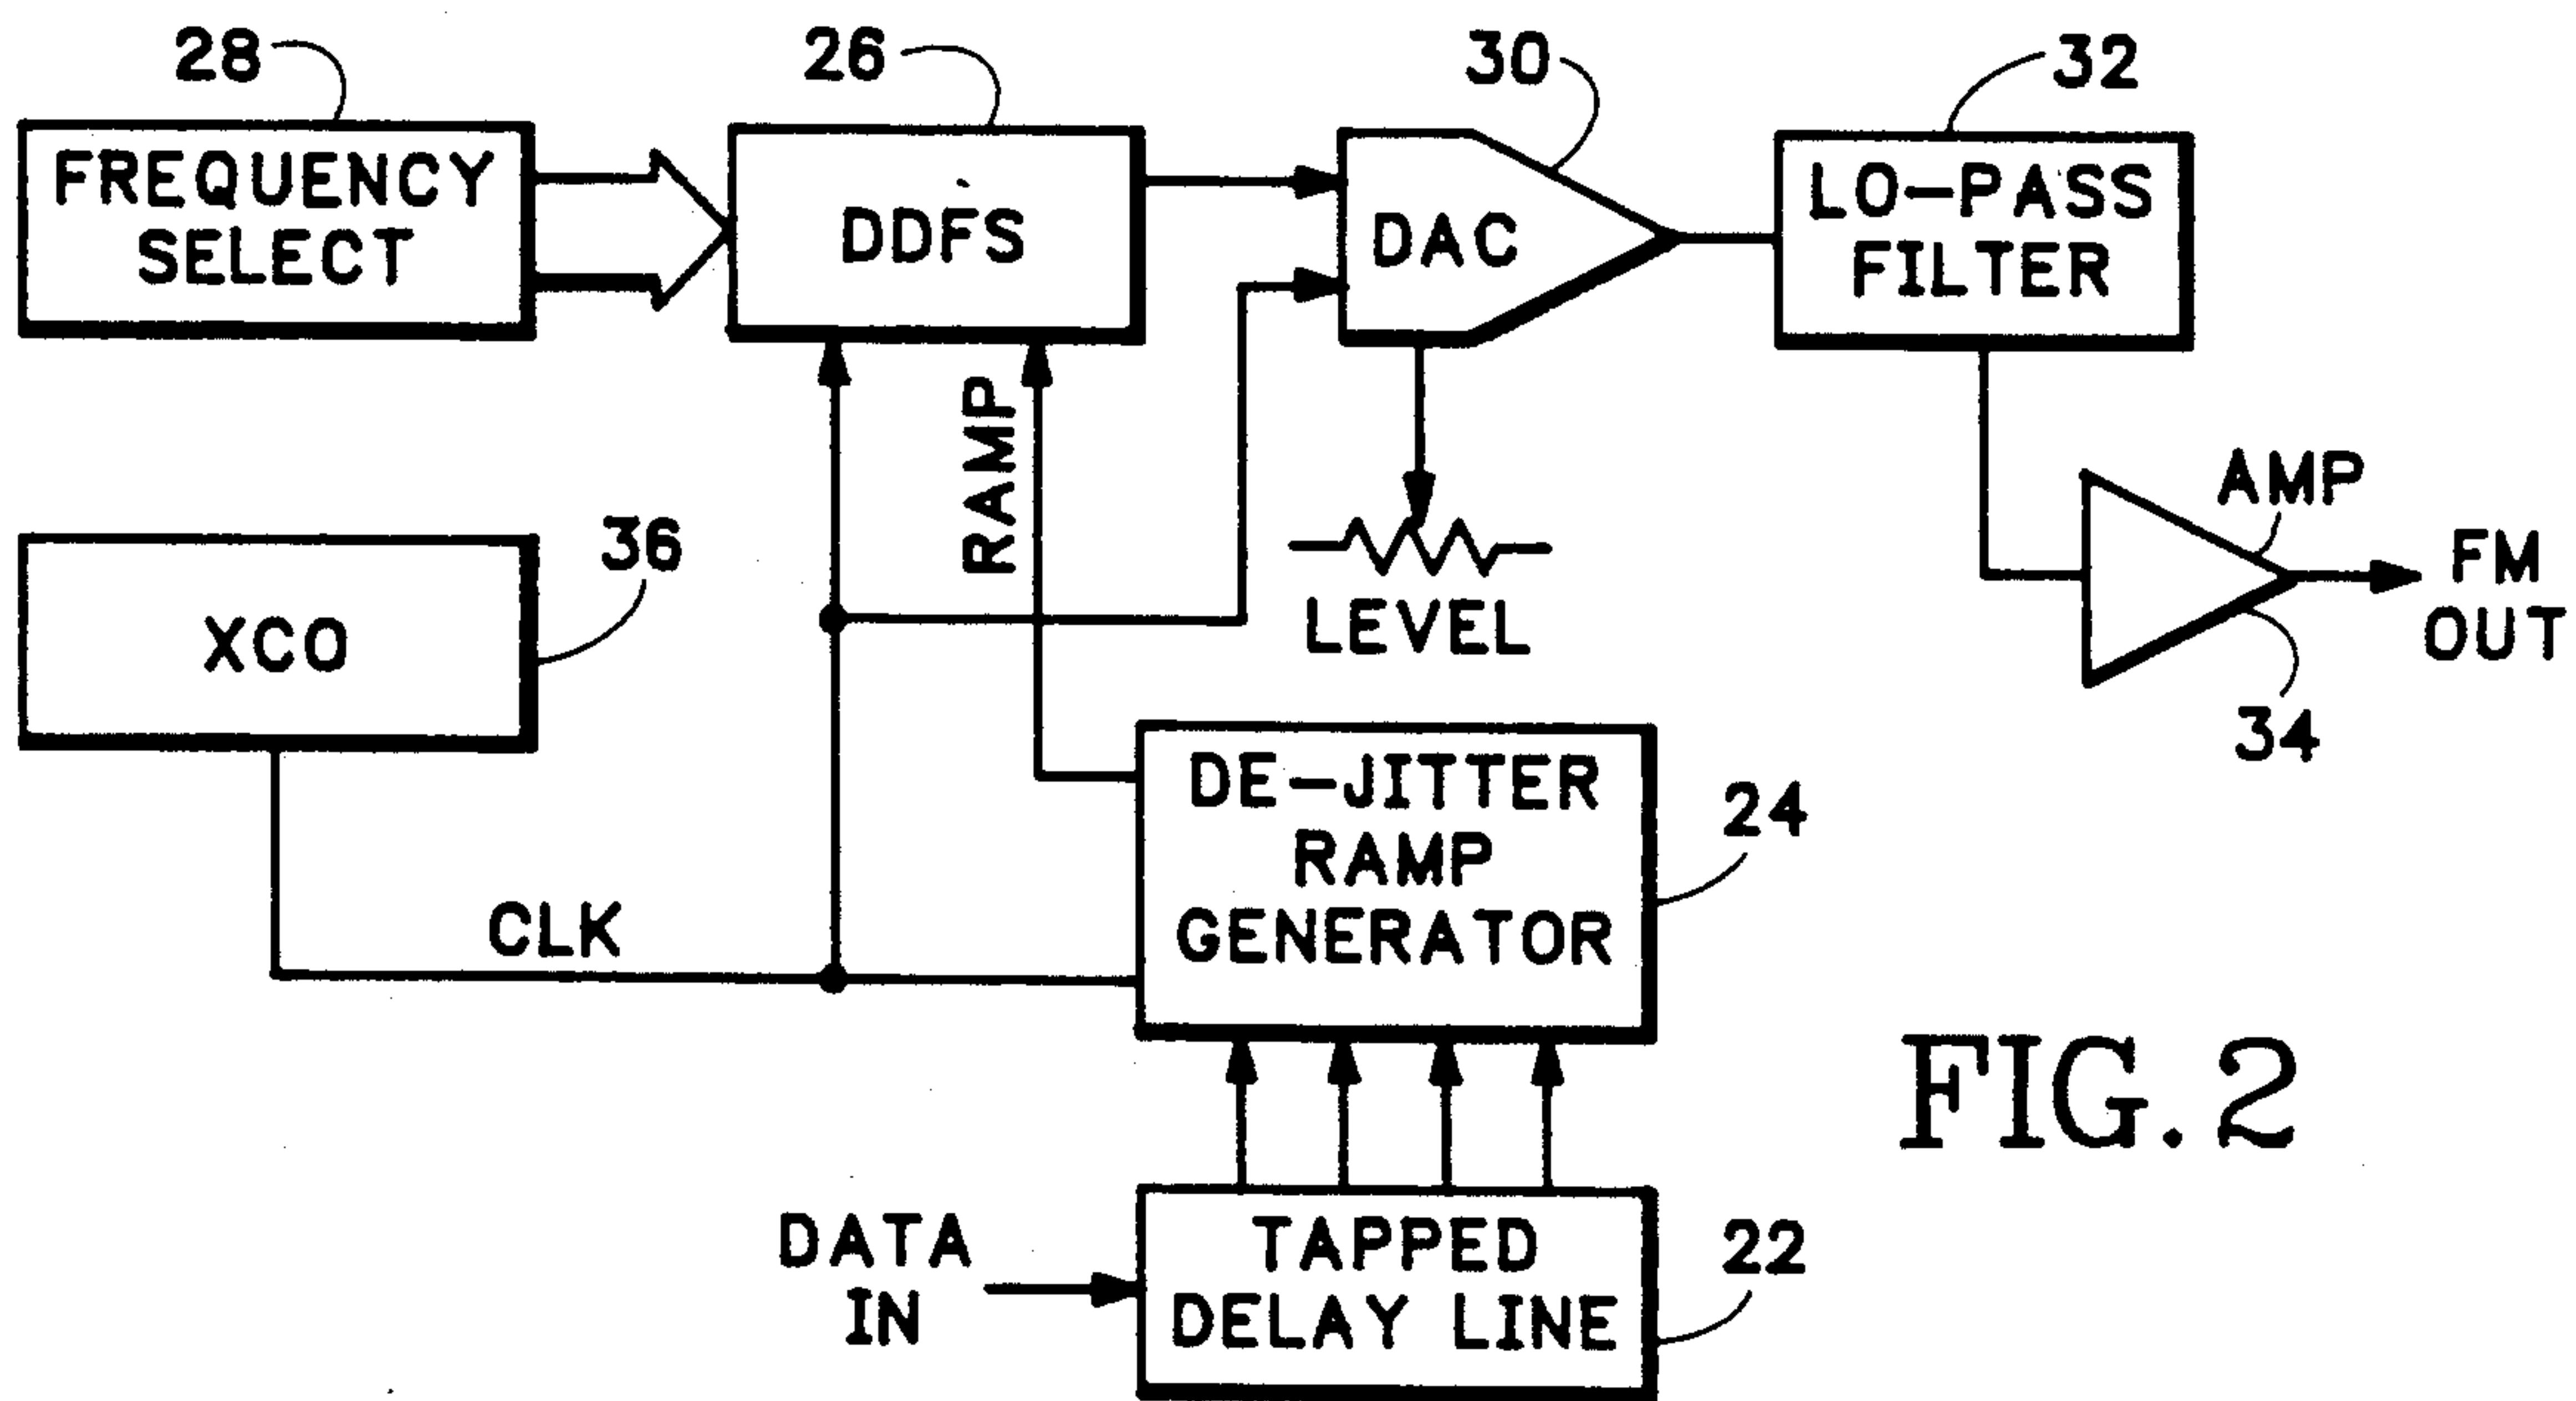 28
26
30
32
FREQUENCY
SELECT
DDFS
DAC
LO-PASS
FILTER
RAMP
36
XCO
LEVEL
AMP
FM
OUT
34
DE-JITTER
RAMP
GENERATOR
24
CLK
DATA
IN
TAPPED
DELAY LINE
22
FIG. 2